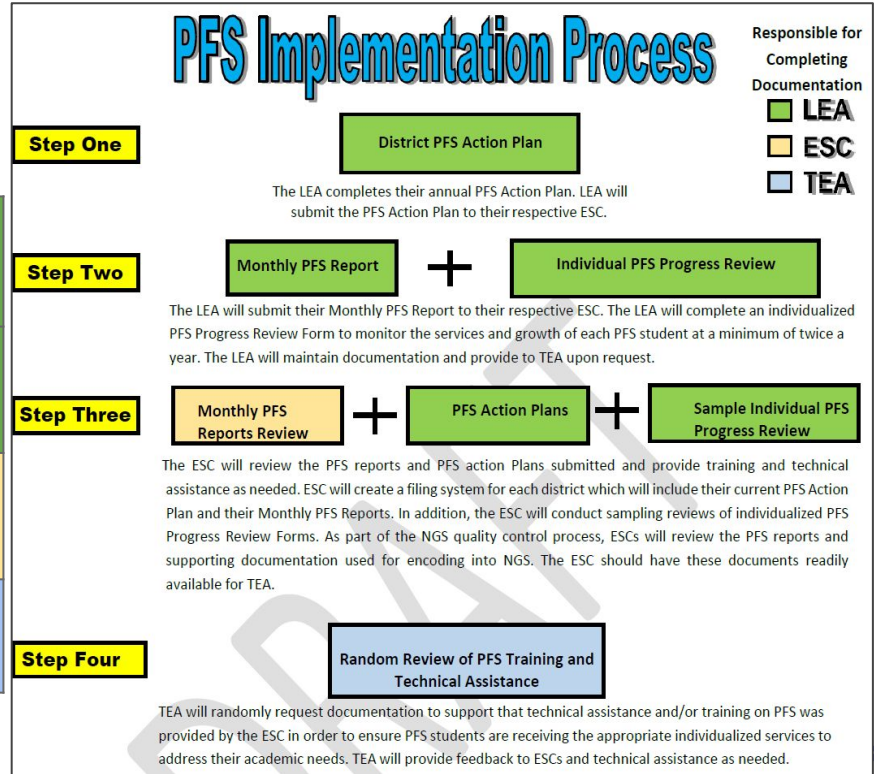 PFS Implementation Process
Responsible for
Completing
Documentation
LEA
ESC
TEA
Step One
District PFS Action Plan
The LEA completes their annual PFS Action Plan. LEA will
submit the PFS Action Plan to their respective ESC.
Step Two
Monthly PFS Report
+
Individual PFS Progress Review
The LEA will submit their Monthly PFS Report to their respective ESC. The LEA will complete an individualized
PFS Progress Review Form to monitor the services and growth of each PFS student at a minimum of twice a
year. The LEA will maintain documentation and provide to TEA upon request.
Step Three
Monthly PFS
Reports Review
+
PFS Action Plans
+
Sample Individual PFS
Progress Review
The ESC will review the PFS reports and PFS action Plans submitted and provide training and technical
assistance as needed. ESC will create a filing system for each district which will include their current PFS Action
Plan and their Monthly PFS Reports. In addition, the ESC will conduct sampling reviews of individualized PFS
Progress Review Forms. As part of the NGS quality control process, ESCs will review the PFS reports and
supporting documentation used for encoding into NGS. The ESC should have these documents readily
available for TEA.
Step Four
Random Review of PFS Training and
Technical Assistance
TEA will randomly request documentation to support that technical assistance and/or training on PFS was
provided by the ESC in order to ensure PFS students are receiving the appropriate individualized services to
address their academic needs. TEA will provide feedback to ESCs and technical assistance as needed.
DRAFT